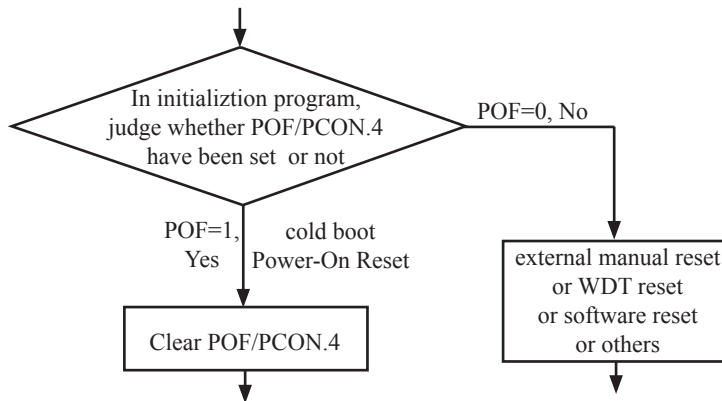 In initializtion program,
judge whether POF/PCON.4
have been set or not
POF=0, No
POF=1,
Yes
cold boot
Power-On Reset
Clear POF/PCON.4
external manual reset
or WDT reset
or software reset
or others